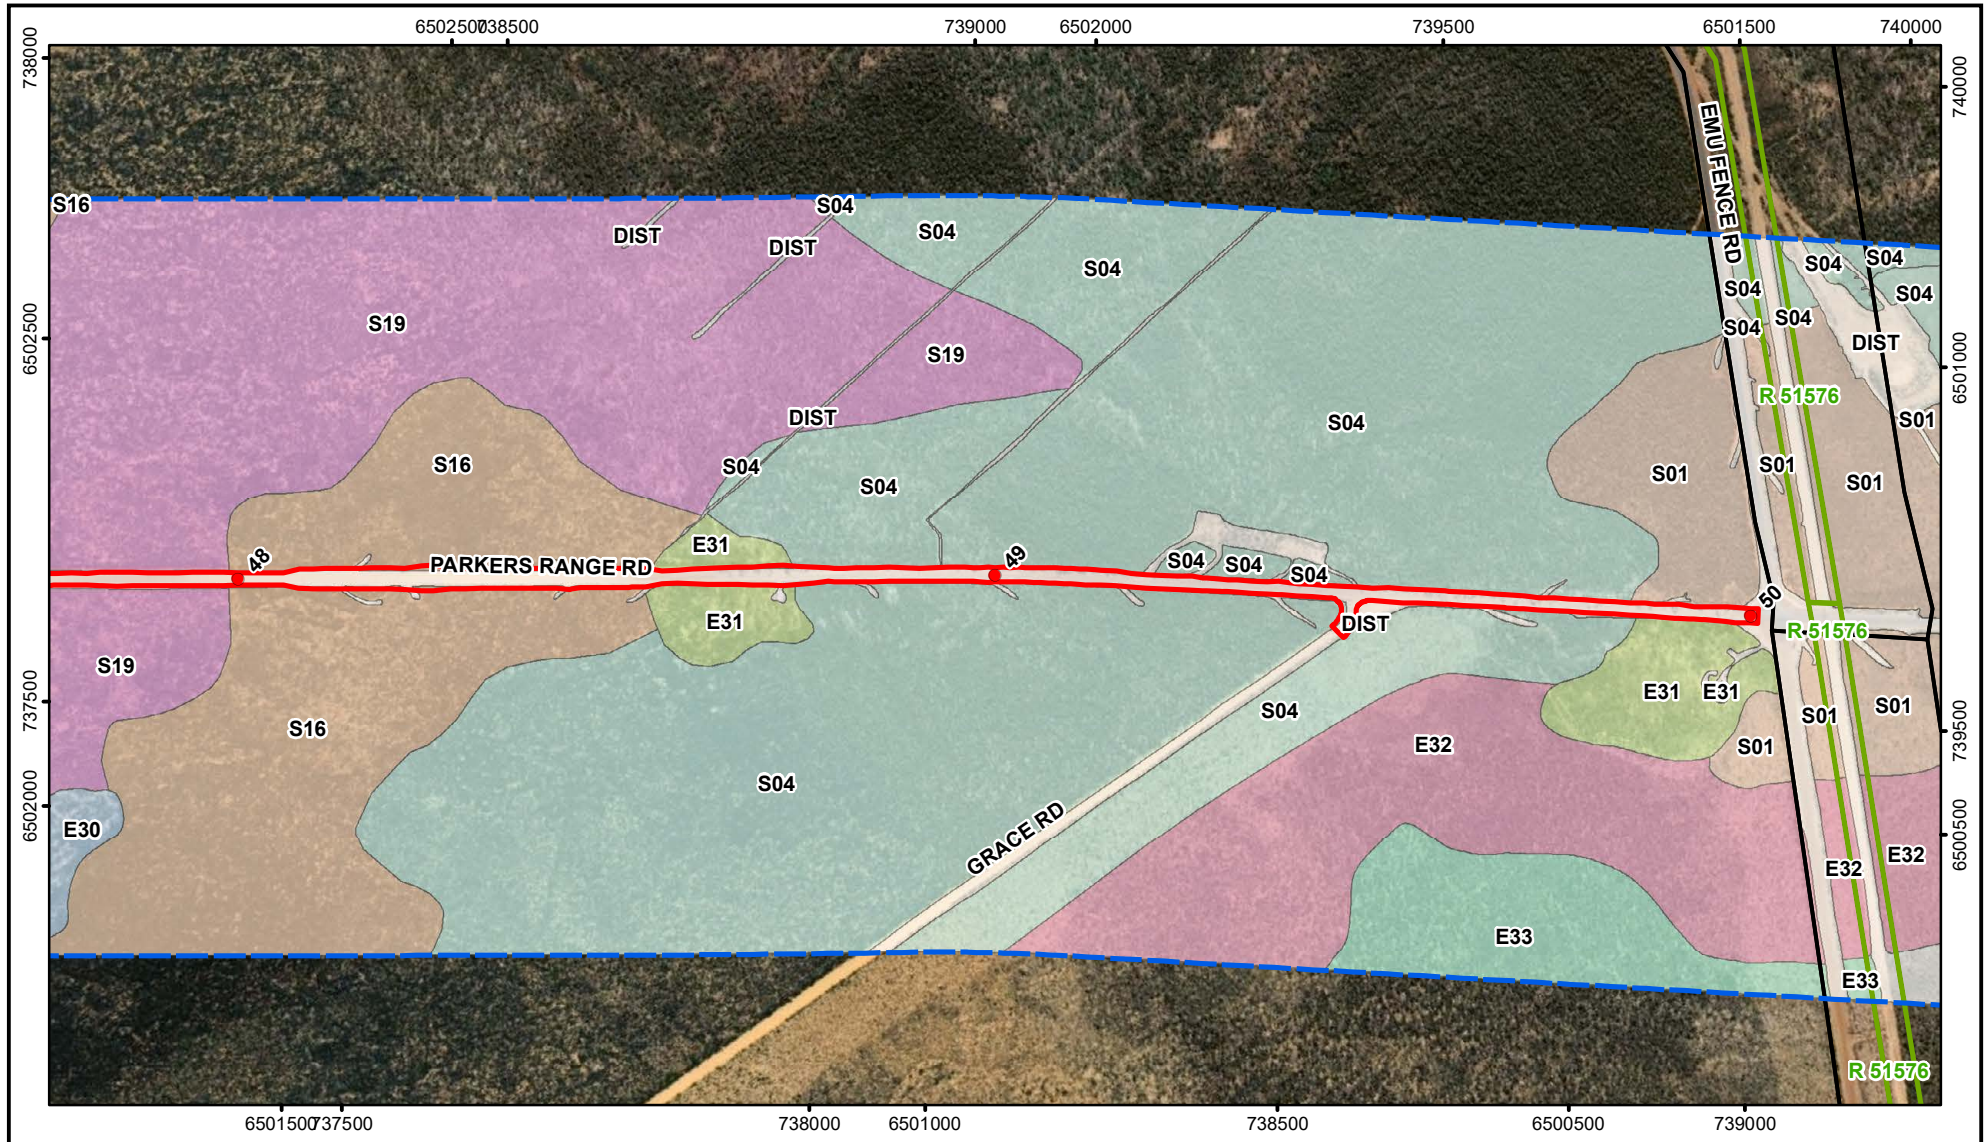 6502500
738500
739000
6502000
739500
6501500
740000
738000
740000
EMU FENCE RD
S16
DIST
DIST
S04
S04
S04
S04
S04
S04
S04
S04
S04
DIST
S19
S19
6502500
6501000
R 51576
DIST
S04
S01
S16
S04
S04
S01
S01
S01
E31
PARKERS RANGE RD
48
49
S04
S04
S04
50
E31
DIST
R 51576
S19
737500
S16
S04
E31
E31
S01
S01
E32
S01
739500
S04
6502000
E30
GRACE RD
6500500
E32
E32
E33
E33
R 51576
6501500
737500
738000
6501000
738500
6500500
739000